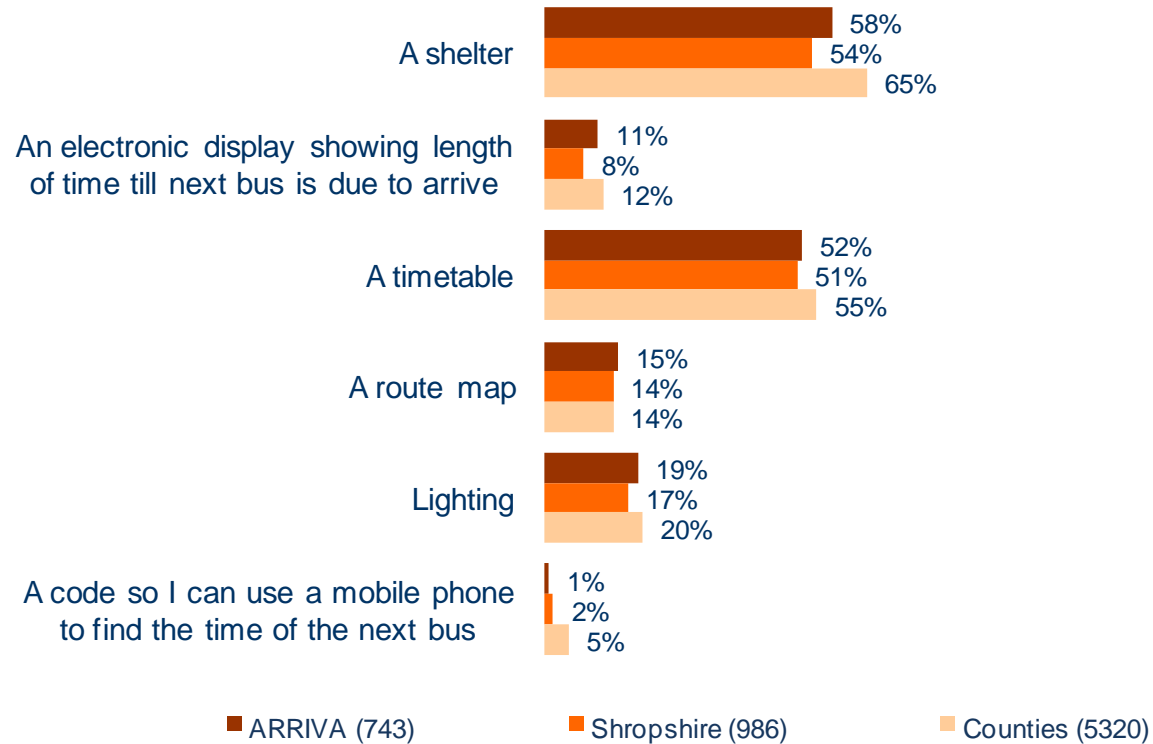 58%
A shelter
54%
65%
An electronic display showing length
of time till next bus is due to arrive
11%
8%
12%
A timetable
52%
51%
55%
A route map
15%
14%
14%
Lighting
19%
17%
20%
A code so I can use a mobile phone
to find the time of the next bus
1%
2%
5%
ARRIVA (743)
Shropshire (986)
Counties (5320)